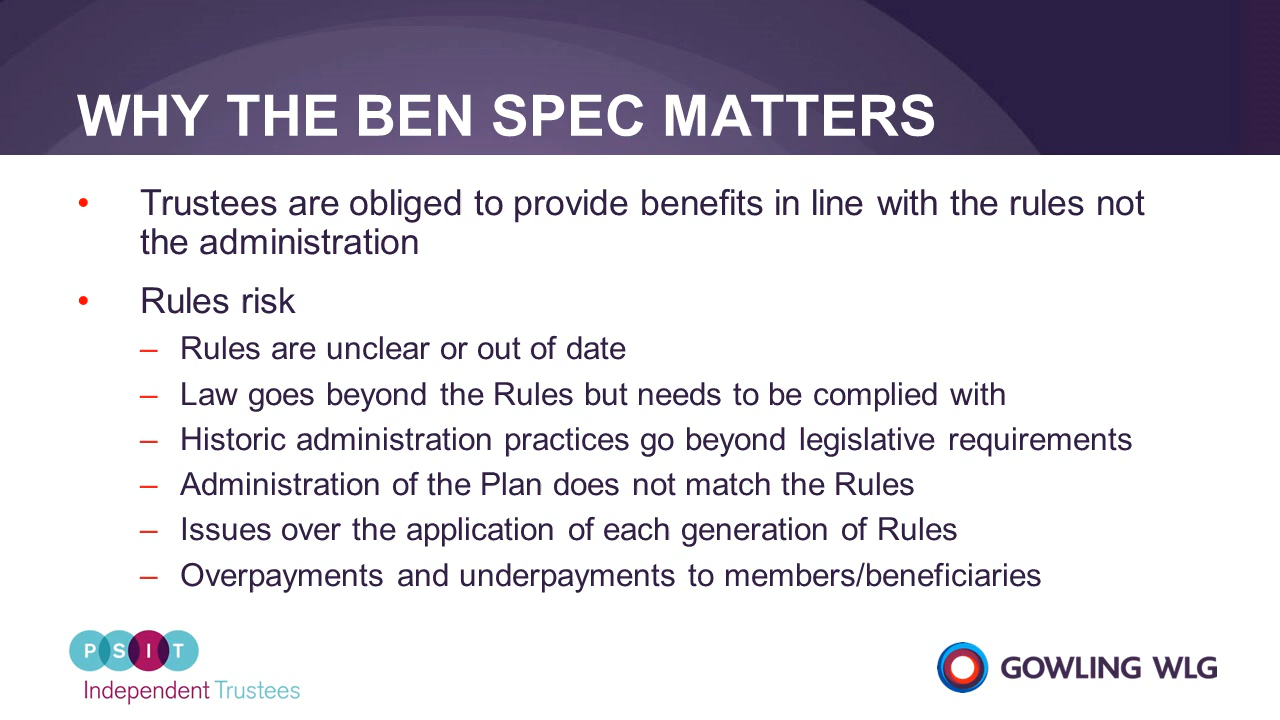 WHY THE BEN SPEC MATTERS
• Trustees are obliged to provide benefits in line with the rules not
the administration
• Rules risk
– Rules are unclear or out of date
– Law goes beyond the Rules but needs to be complied with
– Historic administration practices go beyond legislative requirements
– Administration of the Plan does not match the Rules
– Issues over the application of each generation of Rules
– Overpayments and underpayments to members/beneficiaries
PSIT
Independent Trustees
GOWLING WLG